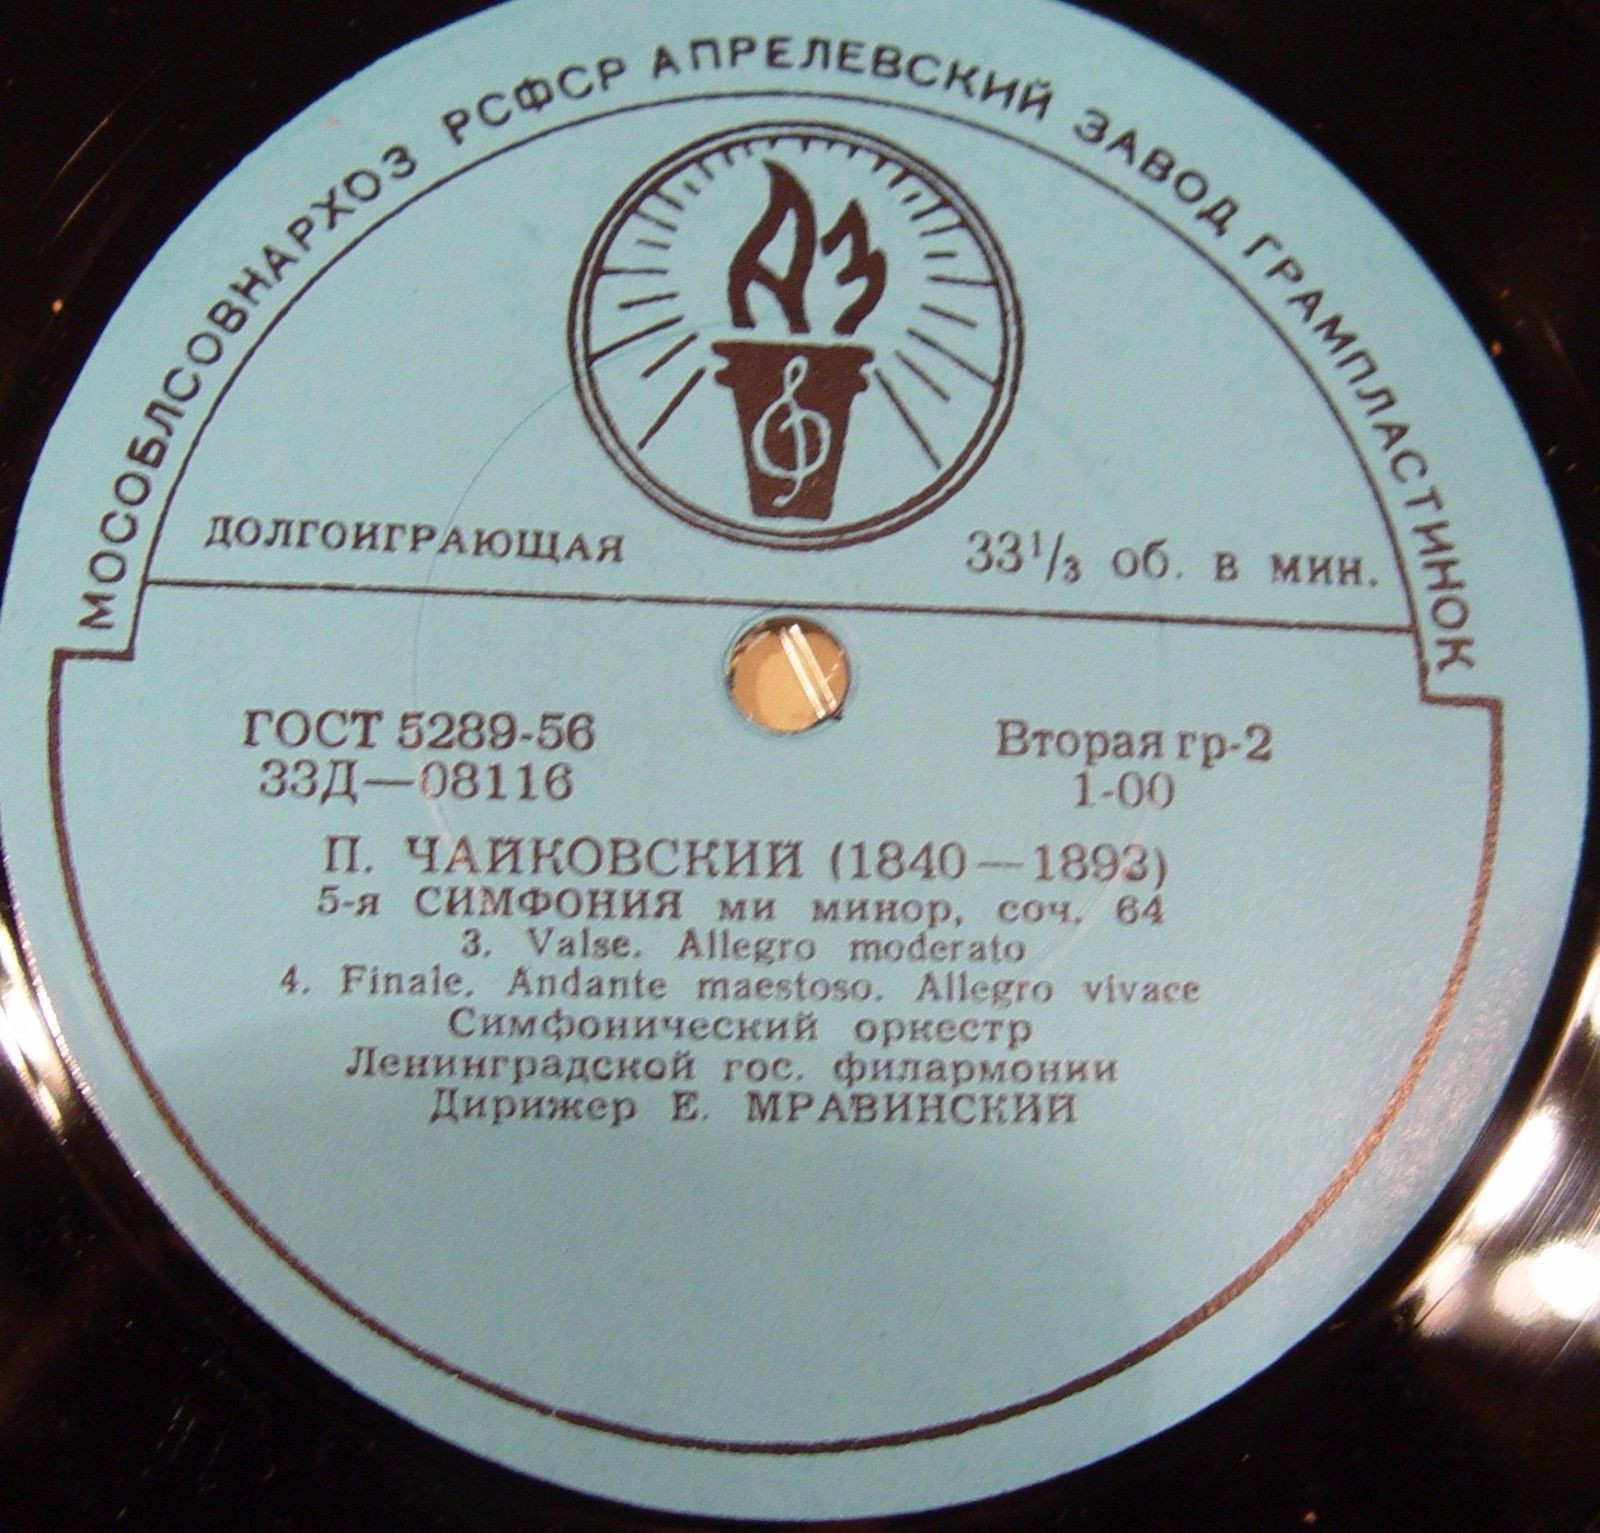 МОСОБЛСОВНАРХОЗ РСФСР АПРЕЛЕВСКИЙ ЗАВОД ГРАМПЛАСТИНОК
АЗ
ДОЛГОИГРАЮЩАЯ 33⅓ об. в мин.
ГОСТ 5289-56 Вторая гр-2
33Д—08116 1-00
П. ЧАЙКОВСКИЙ (1840—1893)
5-я СИМФОНИЯ ми минор, соч. 64
3. Valse. Allegro moderato
4. Finale. Andante maestoso. Allegro vivace
Симфонический оркестр
Ленинградской гос. филармонии
Дирижер Е. МРАВИНСКИЙ